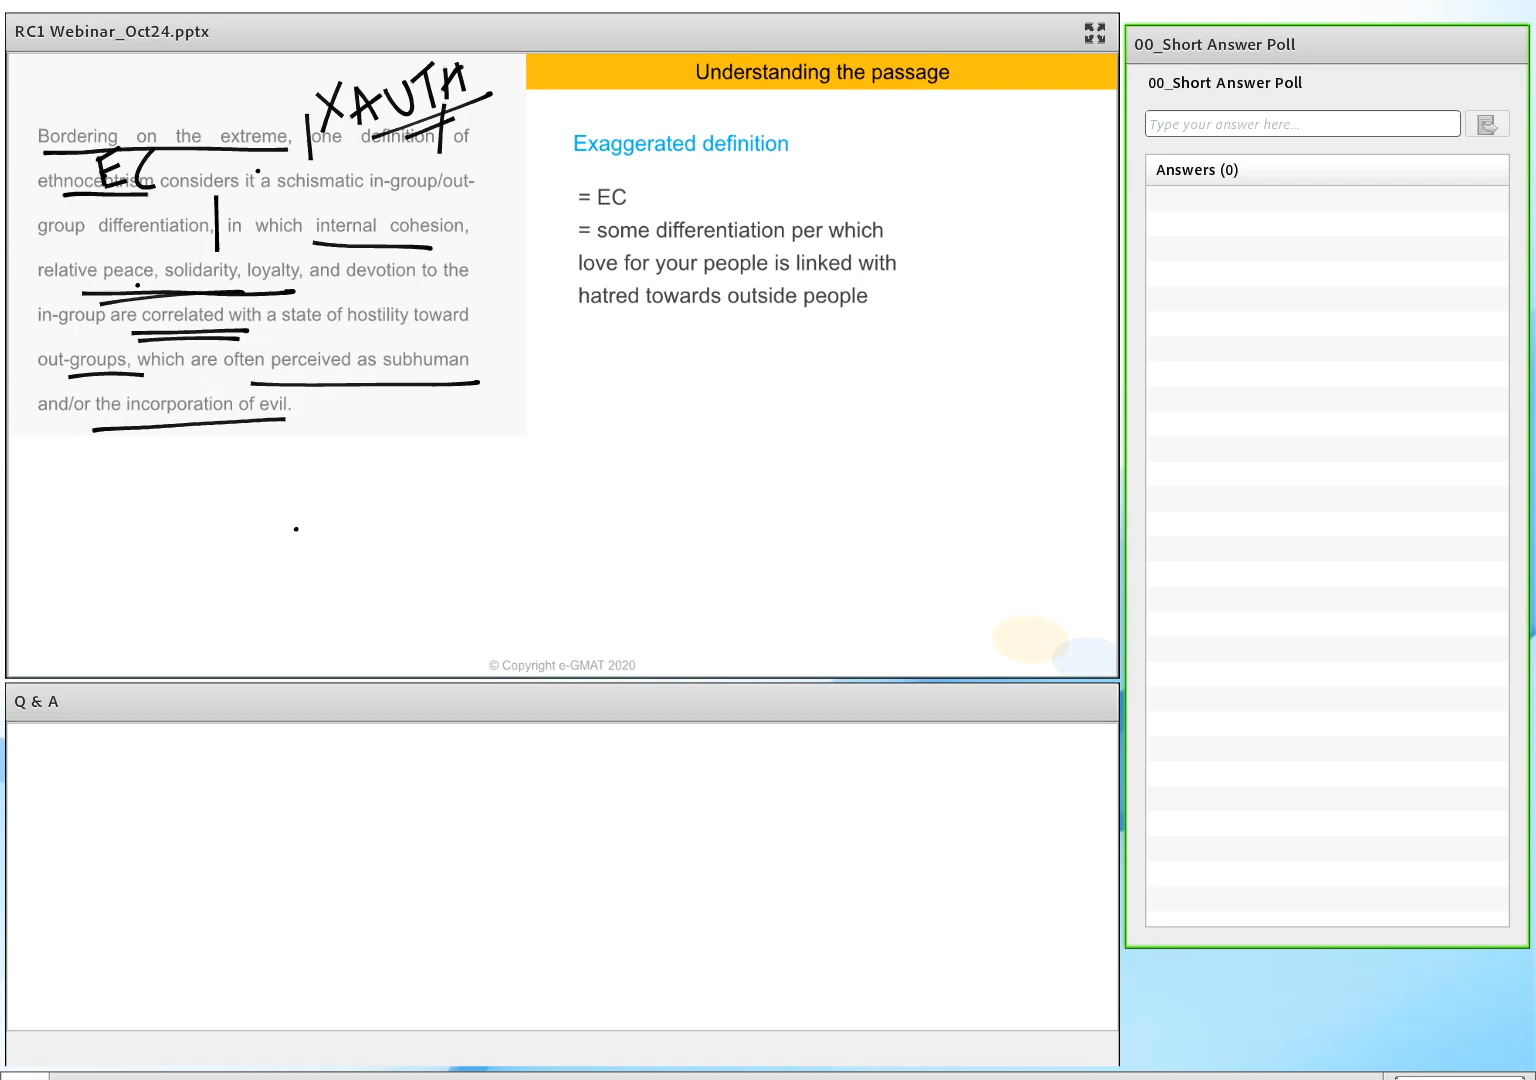 RC1 Webinar_Oct24.pptx
XAUTH
Bordering on the extreme, one definition of
EC
ethnocentrism considers it a schismatic in-group/out-
group differentiation, in which internal cohesion,
relative peace, solidarity, loyalty, and devotion to the
in-group are correlated with a state of hostility toward
out-groups, which are often perceived as subhuman
and/or the incorporation of evil.
Understanding the passage
Exaggerated definition
= EC
= some differentiation per which
love for your people is linked with
hatred towards outside people
© Copyright e-GMAT 2020
Q & A
00_Short Answer Poll
00_Short Answer Poll
Type your answer here...
Answers (0)